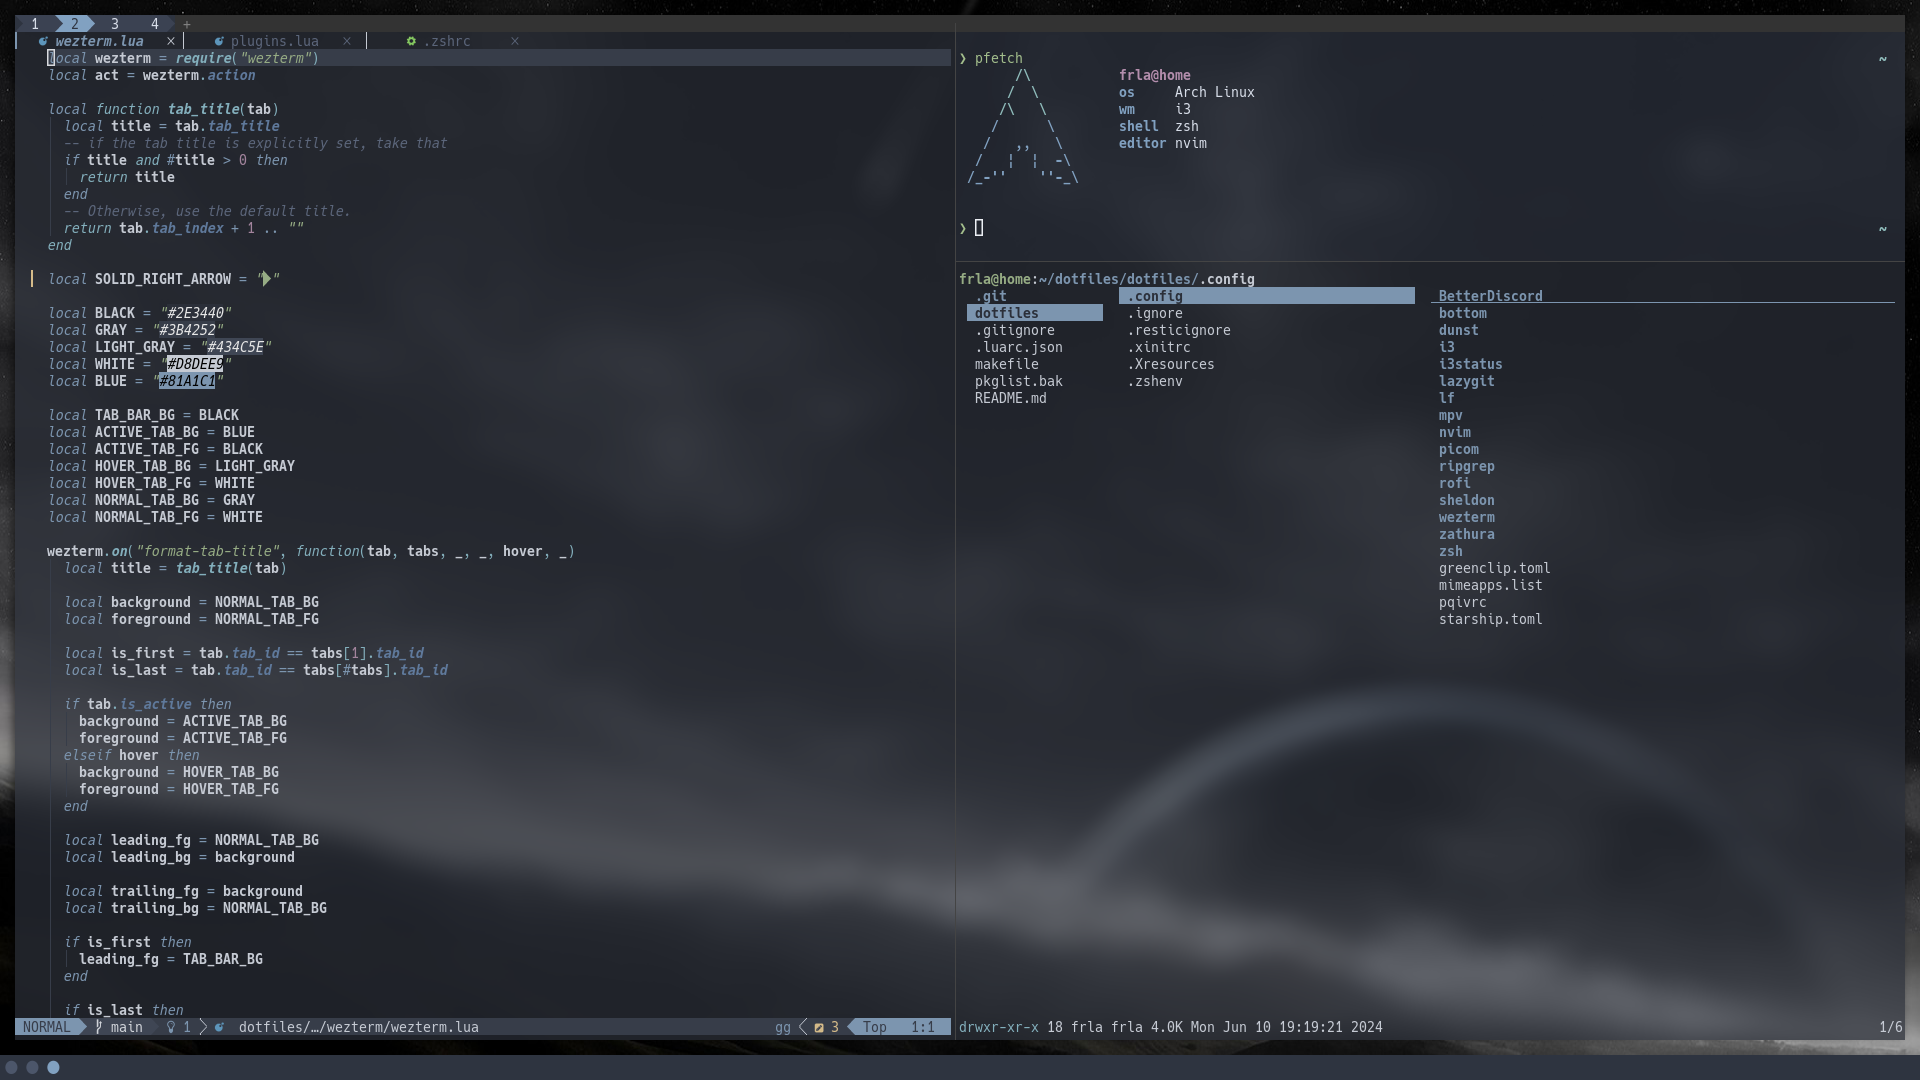 1 2 3 4 +
wezterm.lua × plugins.lua × .zshrc ×
local wezterm = require("wezterm")
local act = wezterm.action
local function tab_title(tab)
local title = tab.tab_title
-- if the tab title is explicitly set, take that
if title and #title > 0 then
return title
end
-- Otherwise, use the default title.
return tab.tab_index + 1 .. ""
end
local SOLID_RIGHT_ARROW = ""
local BLACK = "#2E3440"
local GRAY = "#3B4252"
local LIGHT_GRAY = "#434C5E"
local WHITE = "#D8DEE9"
local BLUE = "#81A1C1"
local TAB_BAR_BG = BLACK
local ACTIVE_TAB_BG = BLUE
local ACTIVE_TAB_FG = BLACK
local HOVER_TAB_BG = LIGHT_GRAY
local HOVER_TAB_FG = WHITE
local NORMAL_TAB_BG = GRAY
local NORMAL_TAB_FG = WHITE
wezterm.on("format-tab-title", function(tab, tabs, _, _, hover, _)
local title = tab_title(tab)
local background = NORMAL_TAB_BG
local foreground = NORMAL_TAB_FG
local is_first = tab.tab_id == tabs[1].tab_id
local is_last = tab.tab_id == tabs[#tabs].tab_id
if tab.is_active then
background = ACTIVE_TAB_BG
foreground = ACTIVE_TAB_FG
elseif hover then
background = HOVER_TAB_BG
foreground = HOVER_TAB_FG
end
local leading_fg = NORMAL_TAB_BG
local leading_bg = background
local trailing_fg = background
local trailing_bg = NORMAL_TAB_BG
if is_first then
leading_fg = TAB_BAR_BG
end
if is_last then
NORMAL main 1 dotfiles/…/wezterm/wezterm.lua gg 3 Top 1:1
❯ pfetch ~
/\ frla@home
/ \ os Arch Linux
/\ \ wm i3
/ \ shell zsh
/ ,, \ editor nvim
/ ¦ ¦ -\
/_-'' ''-_\
❯ ~
frla@home:~/dotfiles/dotfiles/.config
.git .config BetterDiscord
dotfiles .ignore bottom
.gitignore .resticignore dunst
.luarc.json .xinitrc i3
makefile .Xresources i3status
pkglist.bak .zshenv lazygit
README.md lf
mpv
nvim
picom
ripgrep
rofi
sheldon
wezterm
zathura
zsh
greenclip.toml
mimeapps.list
pqivrc
starship.toml
drwxr-xr-x 18 frla frla 4.0K Mon Jun 10 19:19:21 2024 1/6